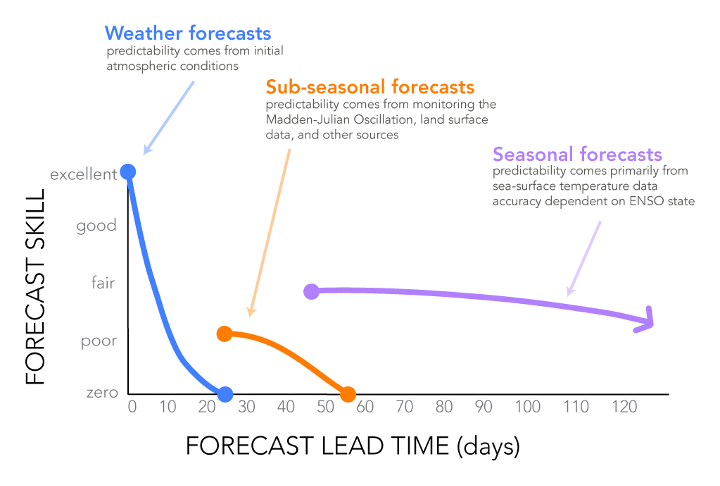 Weather forecasts
predictability comes from initial
atmospheric conditions
Sub-seasonal forecasts
predictability comes from monitoring the
Madden-Julian Oscillation, land surface
data, and other sources
Seasonal forecasts
predictability comes primarily from
sea-surface temperature data
accuracy dependent on ENSO state
FORECAST SKILL
excellent
good
fair
poor
zero
0 10 20 30 40 50 60 70 80 90 100 110 120
FORECAST LEAD TIME (days)